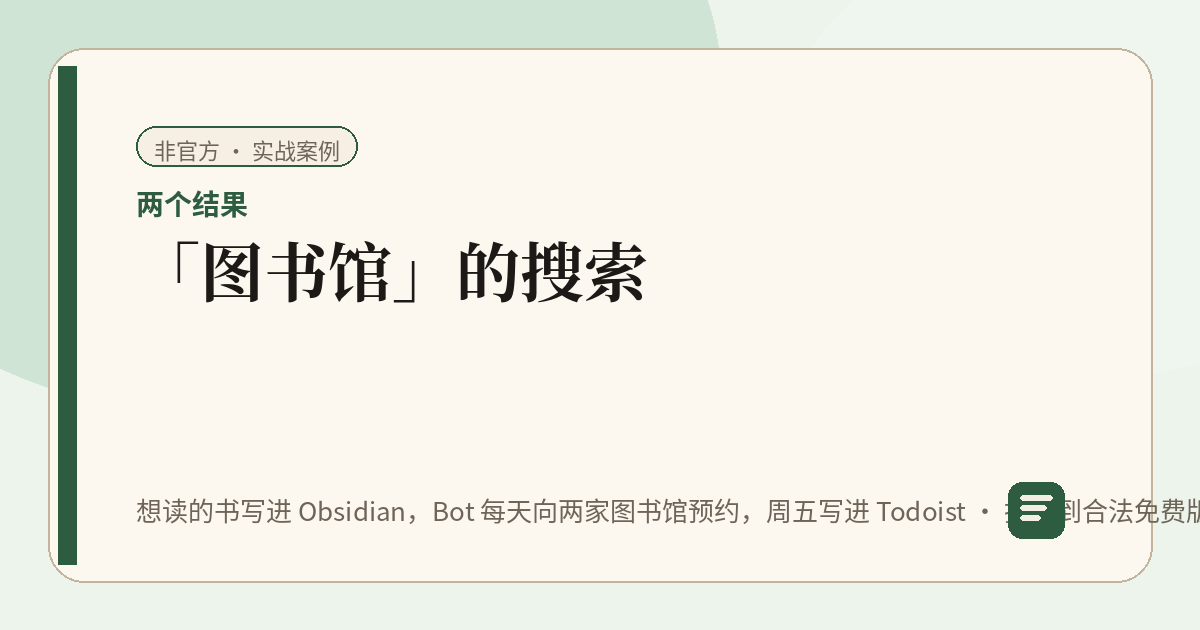 非官方 · 实战案例
两个结果
「图书馆」的搜索
想读的书写进 Obsidian，Bot 每天向两家图书馆预约，周五写进 Todoist · 到合法免费